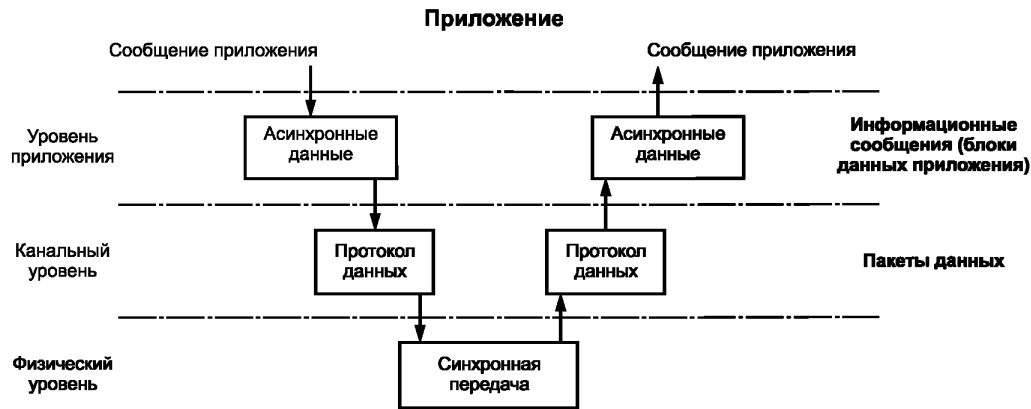 Приложение
Сообщение приложения
Сообщение приложения
Уровень
приложения
Асинхронные
данные
Асинхронные
данные
Информационные
сообщения (блоки
данных приложения)
Канальный
уровень
Протокол
данных
Протокол
данных
Пакеты данных
Физический
уровень
Синхронная
передача